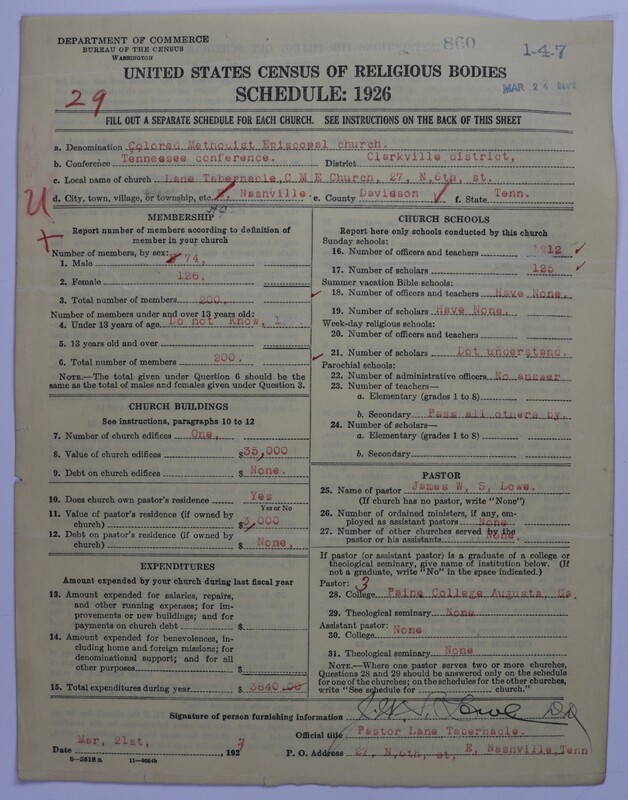 DEPARTMENT OF COMMERCE
BUREAU OF THE CENSUS
WASHINGTON
860
1-4-7
MAR 24
UNITED STATES CENSUS OF RELIGIOUS BODIES
SCHEDULE: 1926
29
FILL OUT A SEPARATE SCHEDULE FOR EACH CHURCH. SEE INSTRUCTIONS ON THE BACK OF THIS SHEET
a. Denomination Colored Methodist Episcopal church.
b. Conference Tennessee conference. District Clarkville district,
c. Local name of church Lane Tabernacle, C M E Church, 27, N, 6th, st.
d. City, town, village, or township, etc. Nashville e. County Davidson f. State Tenn.
MEMBERSHIP
Report number of members according to definition of member in your church
Number of members, by sex:
1. Male 74,
2. Female 126.
3. Total number of members 200.
Number of members under and over 13 years old:
4. Under 13 years of age Do not Know,
5. 13 years old and over
6. Total number of members 200.
NOTE.—The total given under Question 6 should be the same as the total of males and females given under Question 3.
CHURCH BUILDINGS
See instructions, paragraphs 10 to 12
7. Number of church edifices One,
8. Value of church edifices $35,000
9. Debt on church edifices $ None.
10. Does church own pastor's residence Yes
Yes or No
11. Value of pastor's residence (if owned by church) $3,000
12. Debt on pastor's residence (if owned by church) $ None,
EXPENDITURES
Amount expended by your church during last fiscal year
13. Amount expended for salaries, repairs, and other running expenses; for improvements or new buildings; and for payments on church debt $
14. Amount expended for benevolences, including home and foreign missions; for denominational support; and for all other purposes $
15. Total expenditures during year $ 3640.00
CHURCH SCHOOLS
Report here only schools conducted by this church
Sunday schools:
16. Number of officers and teachers 12
17. Number of scholars 125
Summer vacation Bible schools:
18. Number of officers and teachers Have None.
19. Number of scholars Have None.
Week-day religious schools:
20. Number of officers and teachers
21. Number of scholars Dot understand.
Parochial schools:
22. Number of administrative officers No answer
23. Number of teachers—
a. Elementary (grades 1 to 8)
b. Secondary Pass all others by,
24. Number of scholars—
a. Elementary (grades 1 to 8)
b. Secondary
PASTOR
25. Name of pastor James W, S, Lowe.
(If church has no pastor, write "None")
26. Number of ordained ministers, if any, employed as assistant pastors None
27. Number of other churches served by the pastor or his assistants None.
If pastor (or assistant pastor) is a graduate of a college or theological seminary, give name of institution below. (If not a graduate, write "No" in the space indicated.)
Pastor: 3
28. College Paine College Augusta, Ga.
29. Theological seminary None
Assistant pastor:
30. College None
31. Theological seminary None
NOTE.—Where one pastor serves two or more churches, Questions 28 and 29 should be answered only on the schedule for one of the churches; on the schedules for the other churches, write "See schedule for church."
Signature of person furnishing information J. W. S. Lowe DD
Official title Pastor Lane Tabernacle.
Date Mar, 21st, 1927
P. O. Address 27, N, 6th, st, E, Nashville, Tenn
8-2518 a 11-9664b